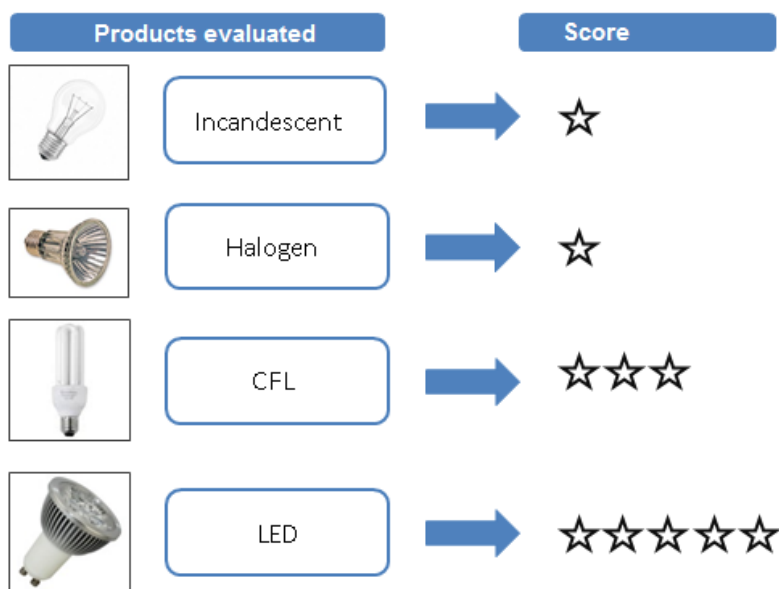 Products evaluated
Score
Incandescent
Halogen
CFL
LED